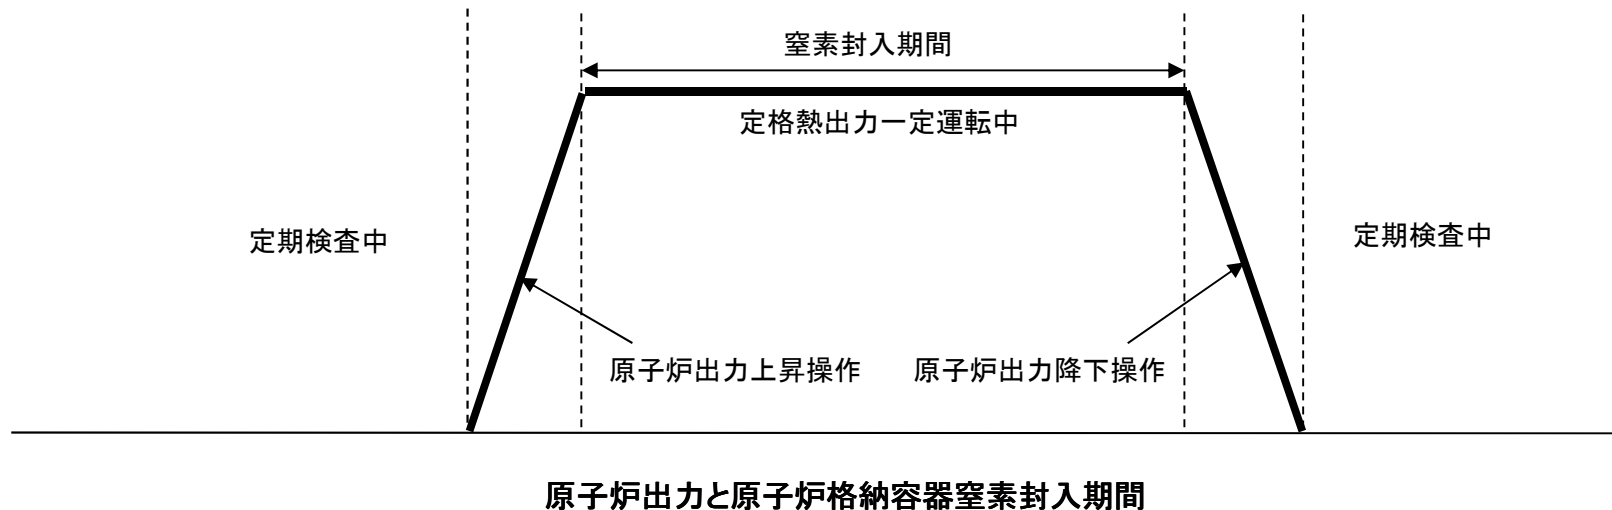 窒素封入期間
定格熱出力一定運転中
定期検査中
定期検査中
原子炉出力上昇操作
原子炉出力降下操作
原子炉出力と原子炉格納容器窒素封入期間